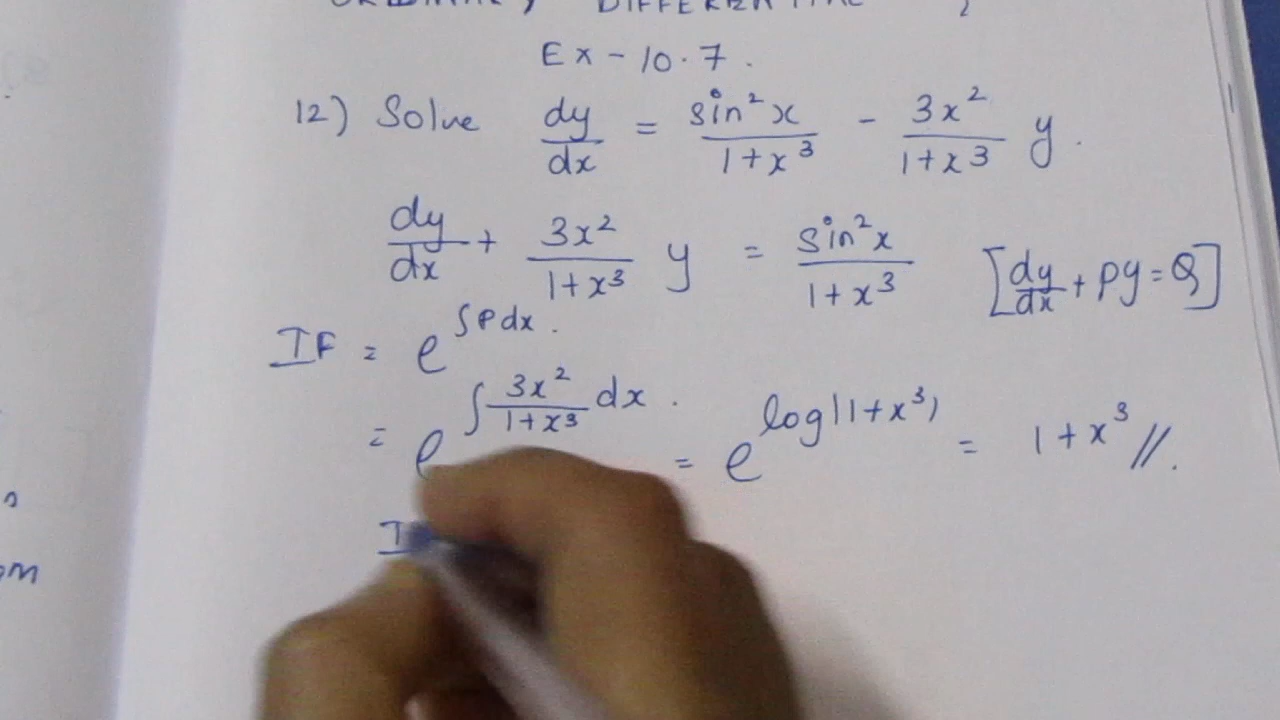 Ex - 10.7.
12) Solve dy/dx = sin²x/1+x³ - 3x²/1+x³ y.
dy/dx + 3x²/1+x³ y = sin²x/1+x³ [dy/dx + py = Q]
IF = e^∫Pdx.
= e^∫3x²/1+x³ dx. = e^log|1+x³| = 1+x³//.